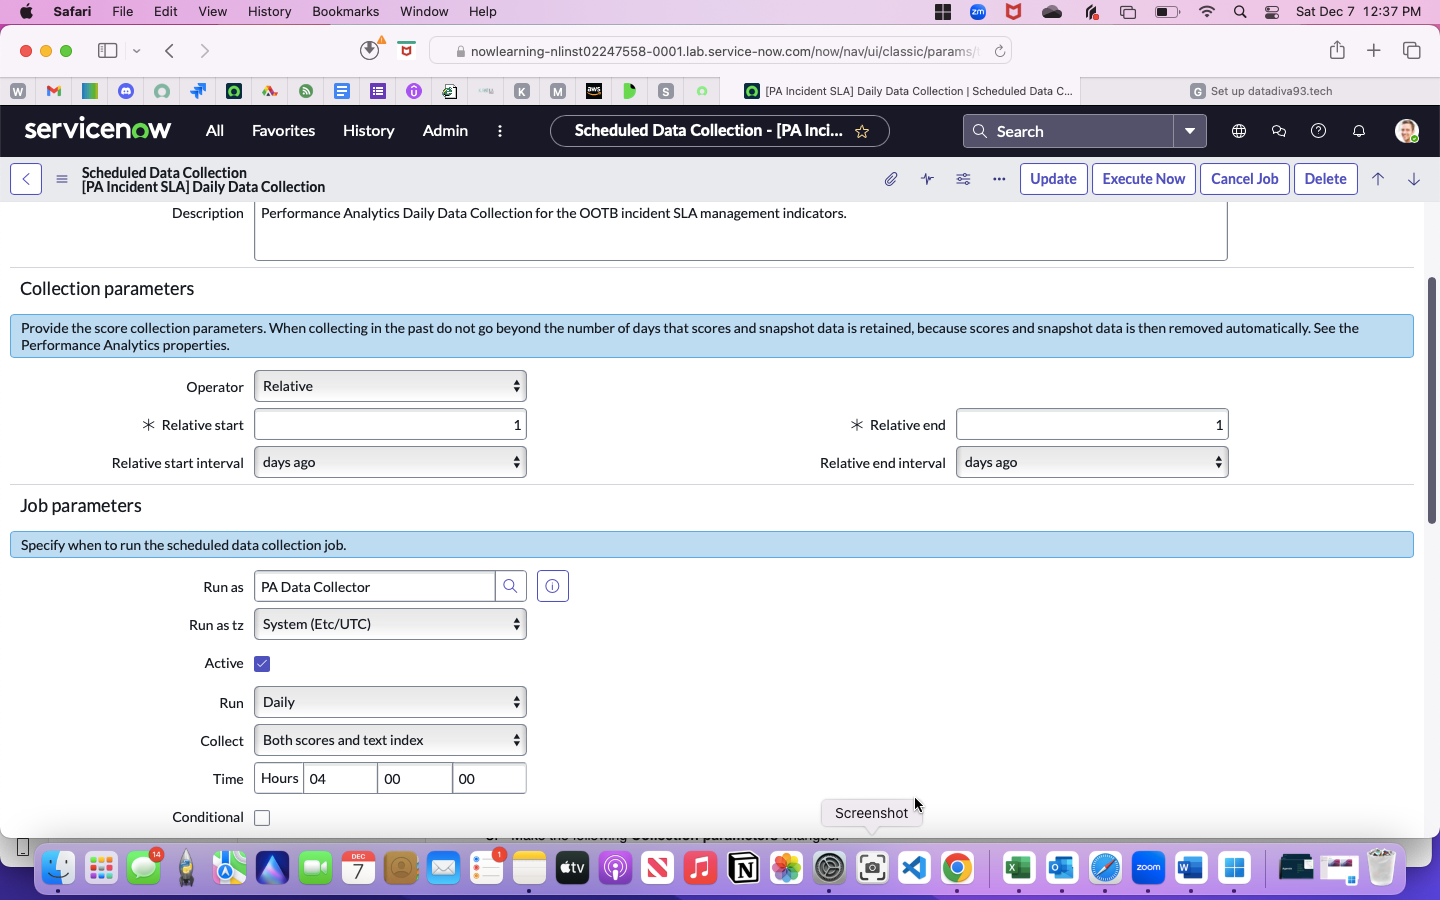 Safari File Edit View History Bookmarks Window Help
zm
Sat Dec 7 12:37 PM
nowlearning-nlinst02247558-0001.lab.service-now.com/now/nav/ui/classic/params/
W
K
M
aws
S
[PA Incident SLA] Daily Data Collection | Scheduled Data C...
G Set up datadiva93.tech
servicenow
All Favorites History Admin
Scheduled Data Collection - [PA Inci...
Search
Scheduled Data Collection
[PA Incident SLA] Daily Data Collection
Update Execute Now Cancel Job Delete
Description Performance Analytics Daily Data Collection for the OOTB incident SLA management indicators.
Collection parameters
Provide the score collection parameters. When collecting in the past do not go beyond the number of days that scores and snapshot data is retained, because scores and snapshot data is then removed automatically. See the
Performance Analytics properties.
Operator Relative
Relative start 1 Relative end 1
Relative start interval days ago Relative end interval days ago
Job parameters
Specify when to run the scheduled data collection job.
Run as PA Data Collector
Run as tz System (Etc/UTC)
Active
Run Daily
Collect Both scores and text index
Time Hours 04 00 00
Conditional
Screenshot
14
DEC
7
1
tv
zoom